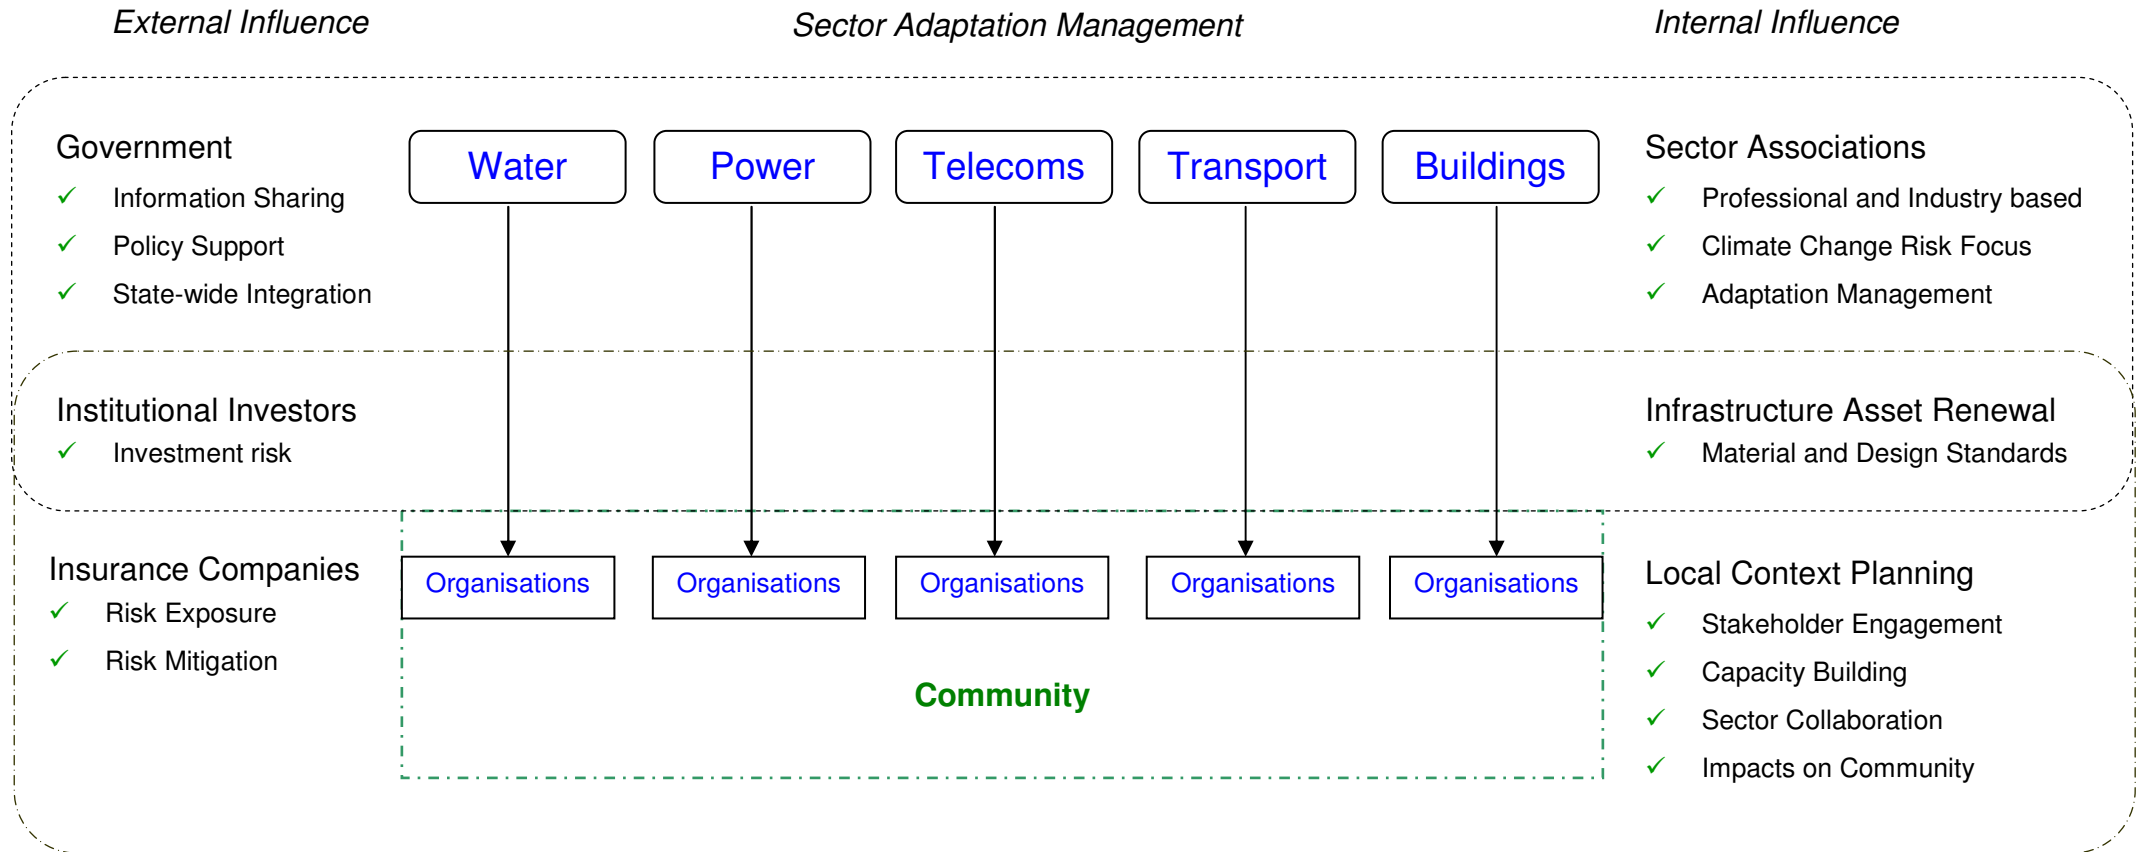 External Influence
Sector Adaptation Management
Internal Influence
Government
✓ Information Sharing
✓ Policy Support
✓ State-wide Integration
Water
Power
Telecoms
Transport
Buildings
Sector Associations
✓ Professional and Industry based
✓ Climate Change Risk Focus
✓ Adaptation Management
Institutional Investors
✓ Investment risk
Infrastructure Asset Renewal
✓ Material and Design Standards
Insurance Companies
✓ Risk Exposure
✓ Risk Mitigation
Organisations
Organisations
Organisations
Organisations
Organisations
Community
Local Context Planning
✓ Stakeholder Engagement
✓ Capacity Building
✓ Sector Collaboration
✓ Impacts on Community